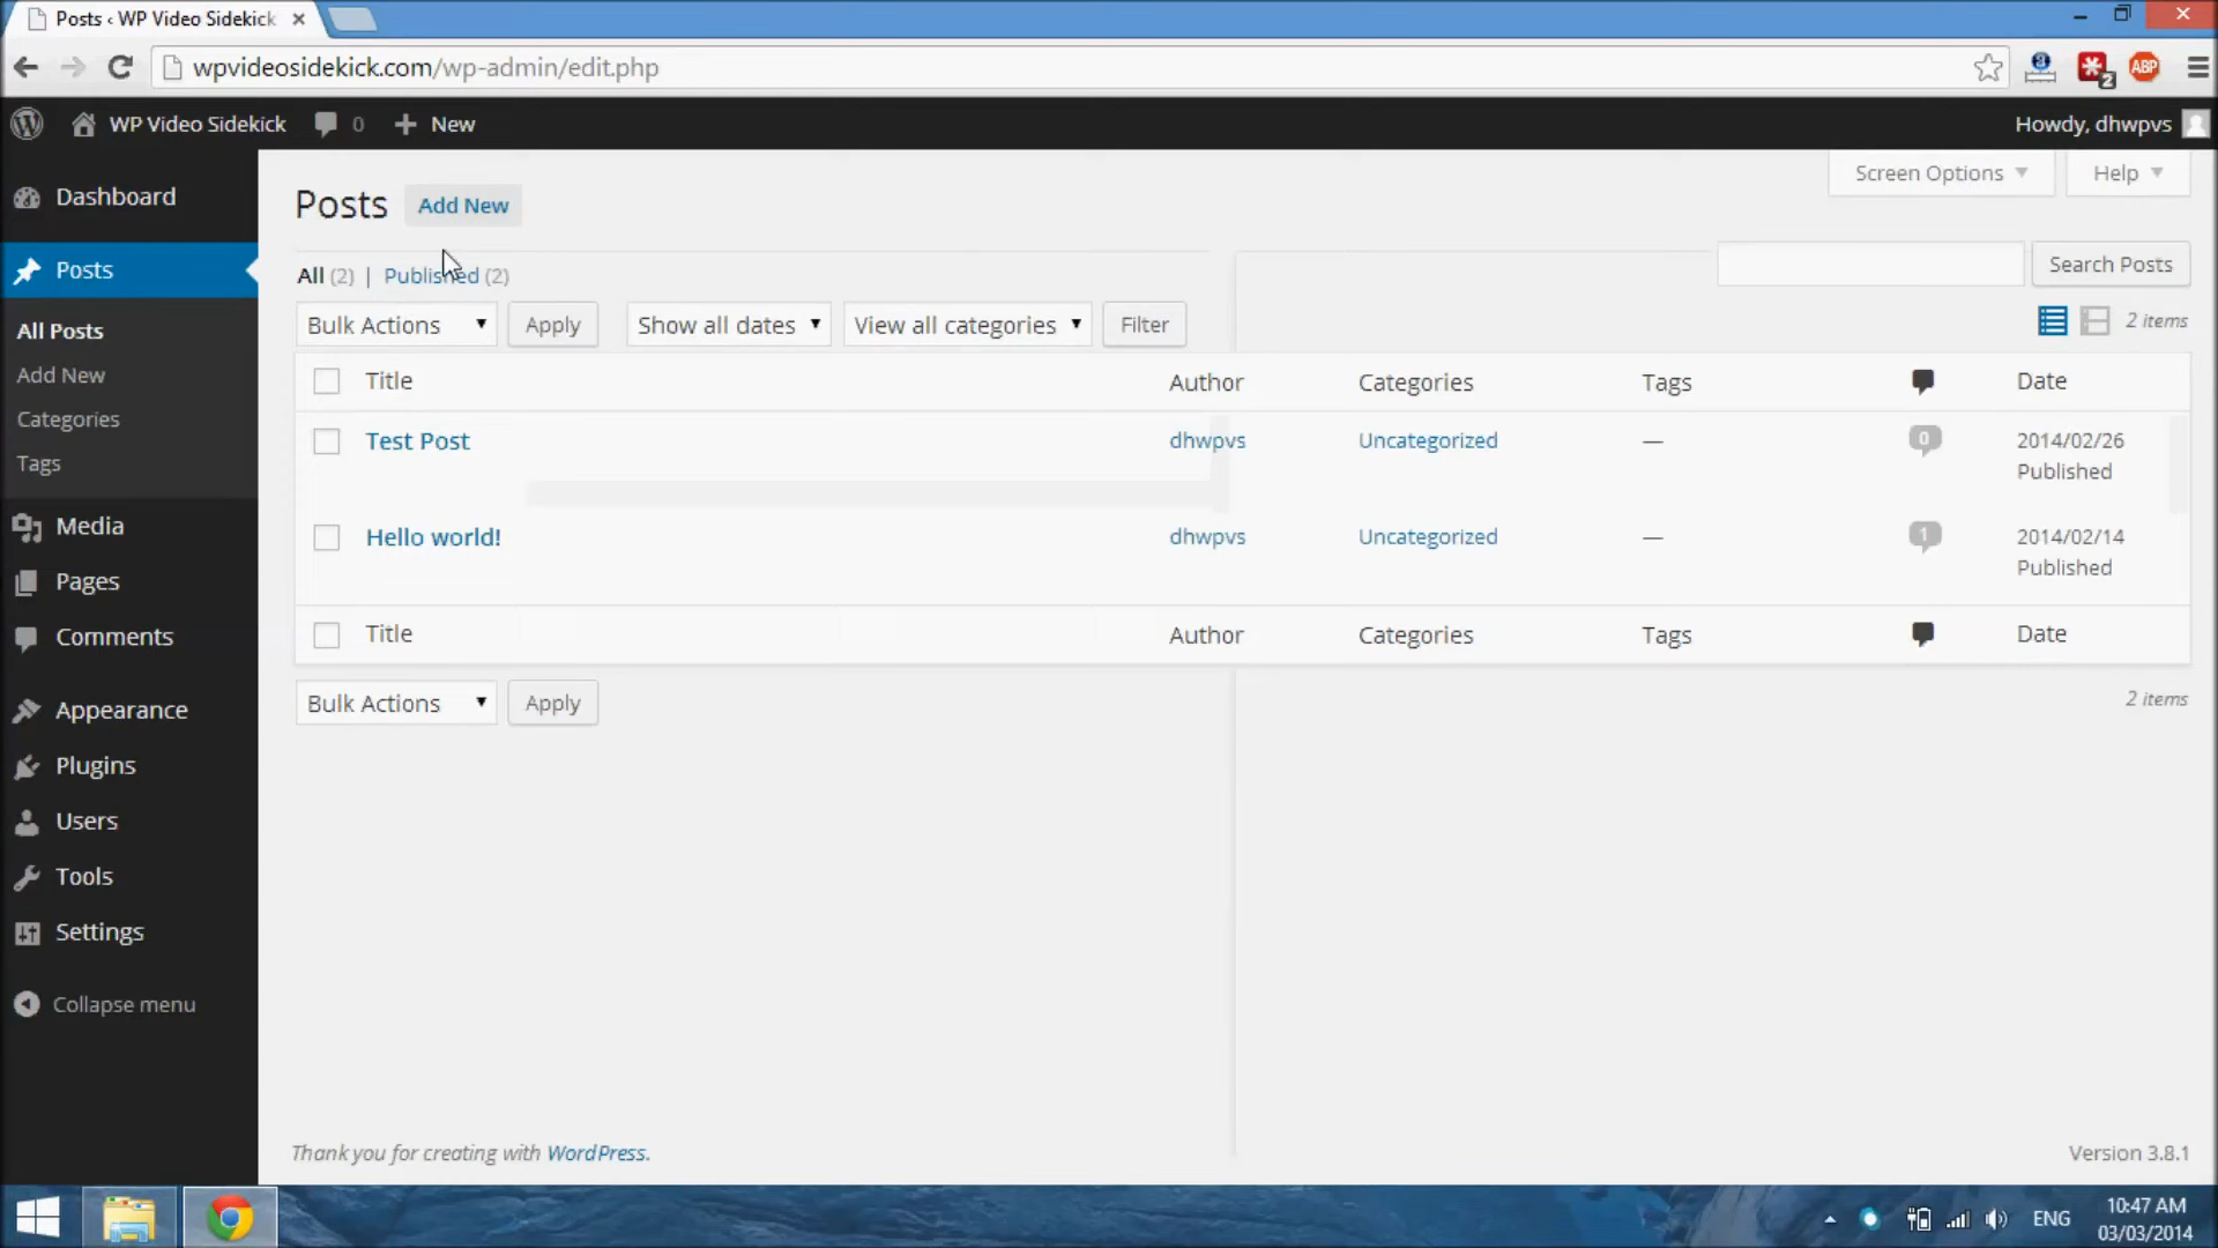 Posts ‹ WP Video Sidekick
wpvideosidekick.com/wp-admin/edit.php
2
ABP
WP Video Sidekick 0 New Howdy, dhwpvs
Screen Options Help
Dashboard
Posts
All Posts
Add New
Categories
Tags
Media
Pages
Comments
Appearance
Plugins
Users
Tools
Settings
Collapse menu
Posts Add New
All (2) | Published (2)
Search Posts
Bulk Actions Apply Show all dates View all categories Filter 2 items
Title Author Categories Tags Date
Test Post dhwpvs Uncategorized — 0 2014/02/26
Published
Hello world! dhwpvs Uncategorized — 1 2014/02/14
Published
Title Author Categories Tags Date
Bulk Actions Apply 2 items
Thank you for creating with WordPress. Version 3.8.1
ENG 10:47 AM
03/03/2014